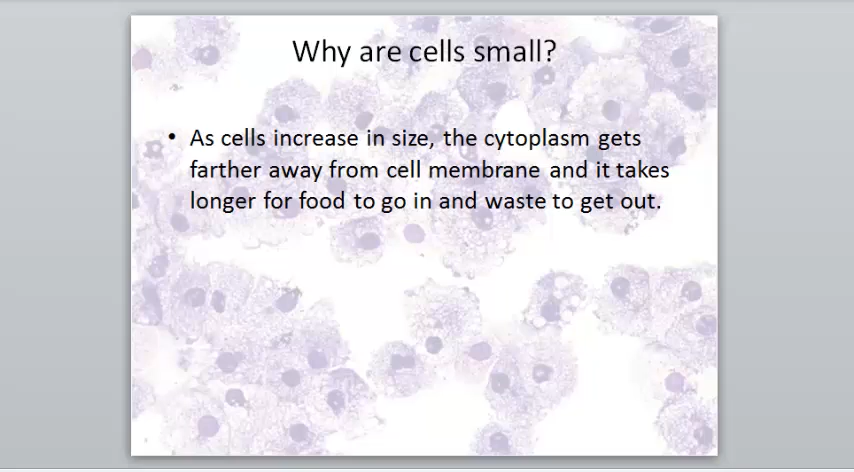 Why are cells small?
• As cells increase in size, the cytoplasm gets
farther away from cell membrane and it takes
longer for food to go in and waste to get out.